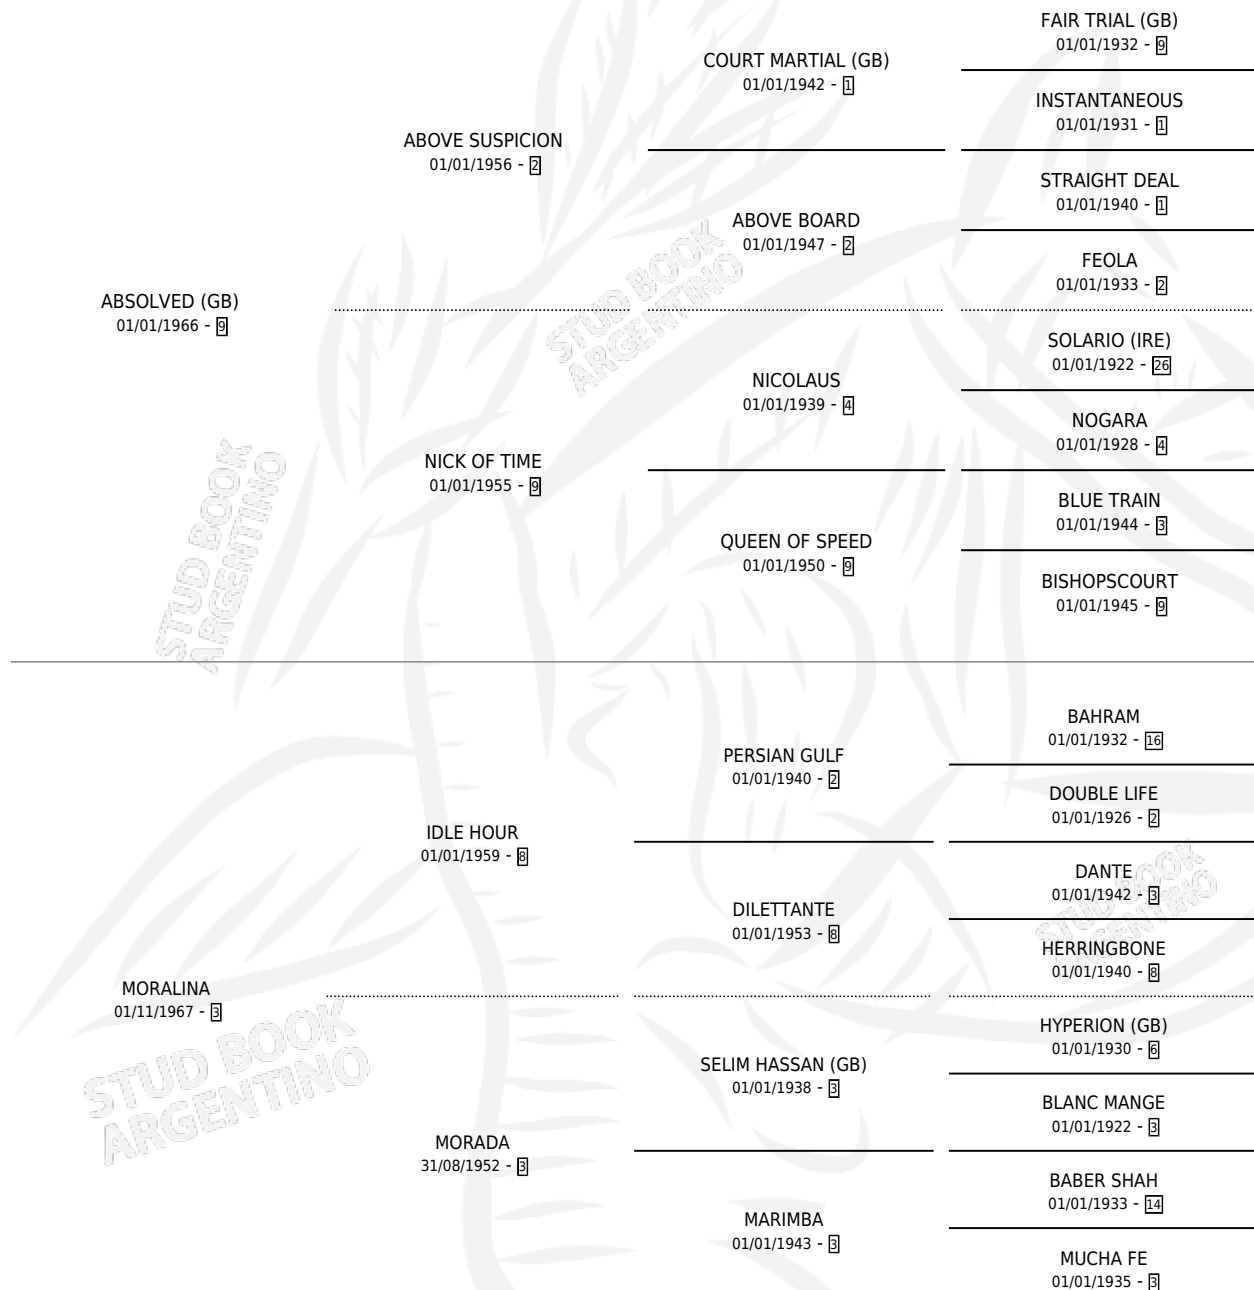 FAIR TRIAL (GB)
01/01/1932 - 9
COURT MARTIAL (GB)
01/01/1942 - 1
INSTANTANEOUS
01/01/1931 - 1
ABOVE SUSPICION
01/01/1956 - 2
STRAIGHT DEAL
01/01/1940 - 1
ABOVE BOARD
01/01/1947 - 2
FEOLA
01/01/1933 - 2
ABSOLVED (GB)
01/01/1966 - 9
SOLARIO (IRE)
01/01/1922 - 26
NICOLAUS
01/01/1939 - 4
NOGARA
01/01/1928 - 4
NICK OF TIME
01/01/1955 - 9
BLUE TRAIN
01/01/1944 - 3
QUEEN OF SPEED
01/01/1950 - 9
BISHOPSCOURT
01/01/1945 - 9
BAHRAM
01/01/1932 - 16
PERSIAN GULF
01/01/1940 - 2
DOUBLE LIFE
01/01/1926 - 2
IDLE HOUR
01/01/1959 - 8
DANTE
01/01/1942 - 3
DILETTANTE
01/01/1953 - 8
HERRINGBONE
01/01/1940 - 8
MORALINA
01/11/1967 - 3
HYPERION (GB)
01/01/1930 - 6
SELIM HASSAN (GB)
01/01/1938 - 3
BLANC MANGE
01/01/1922 - 3
MORADA
31/08/1952 - 3
BABER SHAH
01/01/1933 - 14
MARIMBA
01/01/1943 - 3
MUCHA FE
01/01/1935 - 3
STUD BOOK
ARGENTINO
STUD BOOK
ARGENTINO
STUD BOOK
ARGENTINO
STUD BOOK
ARGENTINO